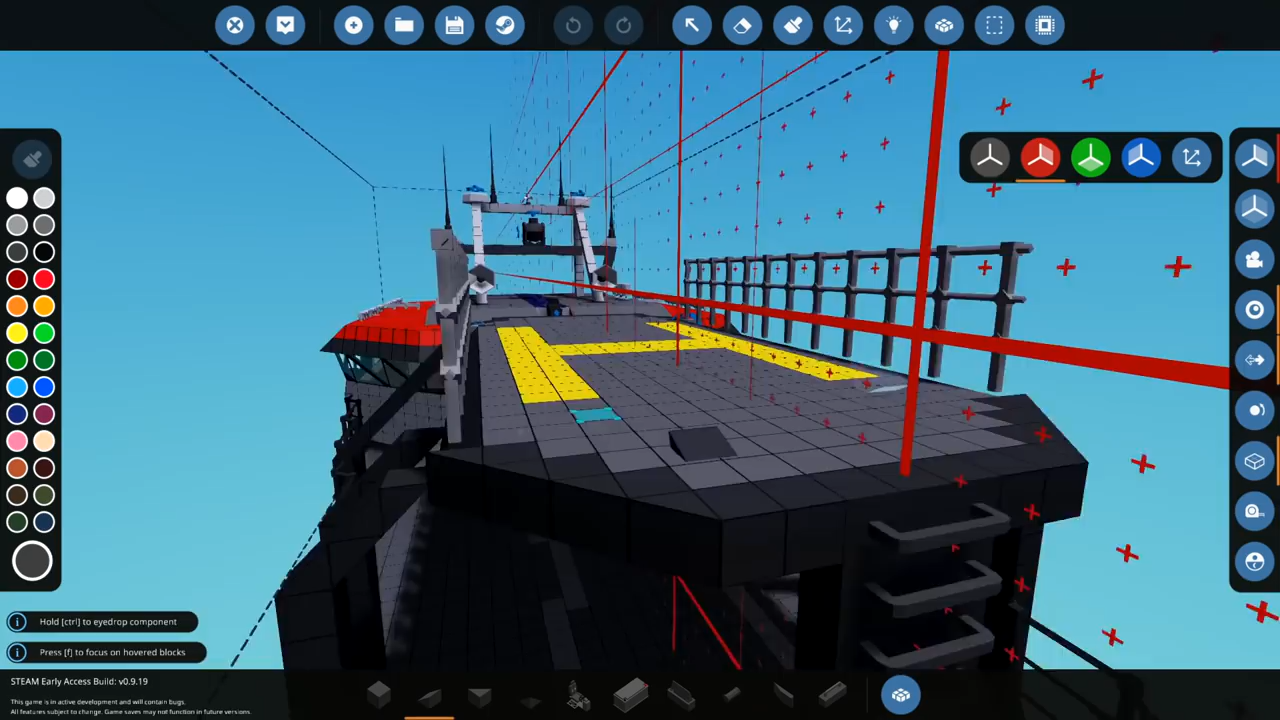 Hold [ctrl] to eyedrop component
Press [f] to focus on hovered blocks
STEAM Early Access Build: v0.9.19
This game is in active development and will contain bugs.
All features subject to change. Game saves may not function in future versions.